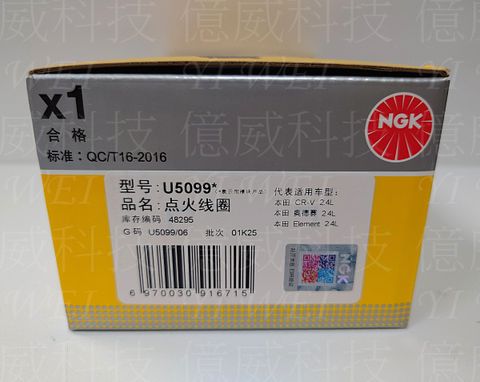 億威科技
YI WEI
x1
合格
标准：QC/T16-2016
NGK
型号：U5099*
品名：点火线圈
库存编码 48295
G码 U5099/06 批次 01K25
代表适用车型：
本田 CR-V 2.4L
本田 奥德赛 2.4L
本田 Element 2.4L
6 970030 916715
NGK